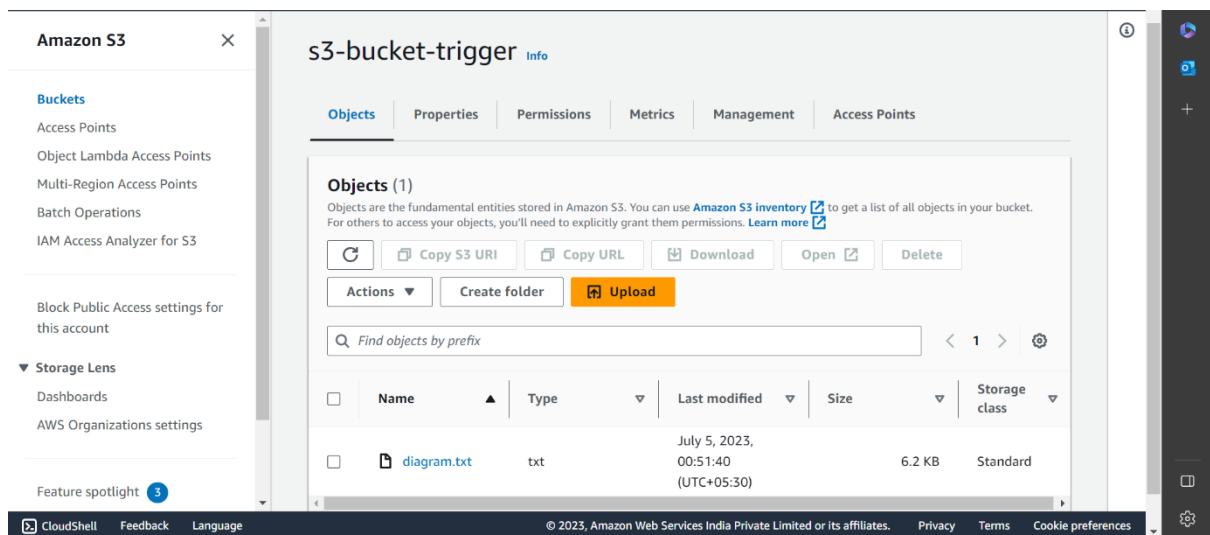 Amazon S3
Buckets
Access Points
Object Lambda Access Points
Multi-Region Access Points
Batch Operations
IAM Access Analyzer for S3
Block Public Access settings for
this account
Storage Lens
Dashboards
AWS Organizations settings
Feature spotlight 3
s3-bucket-trigger Info
Objects Properties Permissions Metrics Management Access Points
Objects (1)
Objects are the fundamental entities stored in Amazon S3. You can use Amazon S3 inventory to get a list of all objects in your bucket.
For others to access your objects, you'll need to explicitly grant them permissions. Learn more
Copy S3 URI Copy URL Download Open Delete
Actions Create folder Upload
Find objects by prefix 1
Name Type Last modified Size Storage
class
diagram.txt txt July 5, 2023,
00:51:40
(UTC+05:30) 6.2 KB Standard
CloudShell Feedback Language © 2023, Amazon Web Services India Private Limited or its affiliates. Privacy Terms Cookie preferences